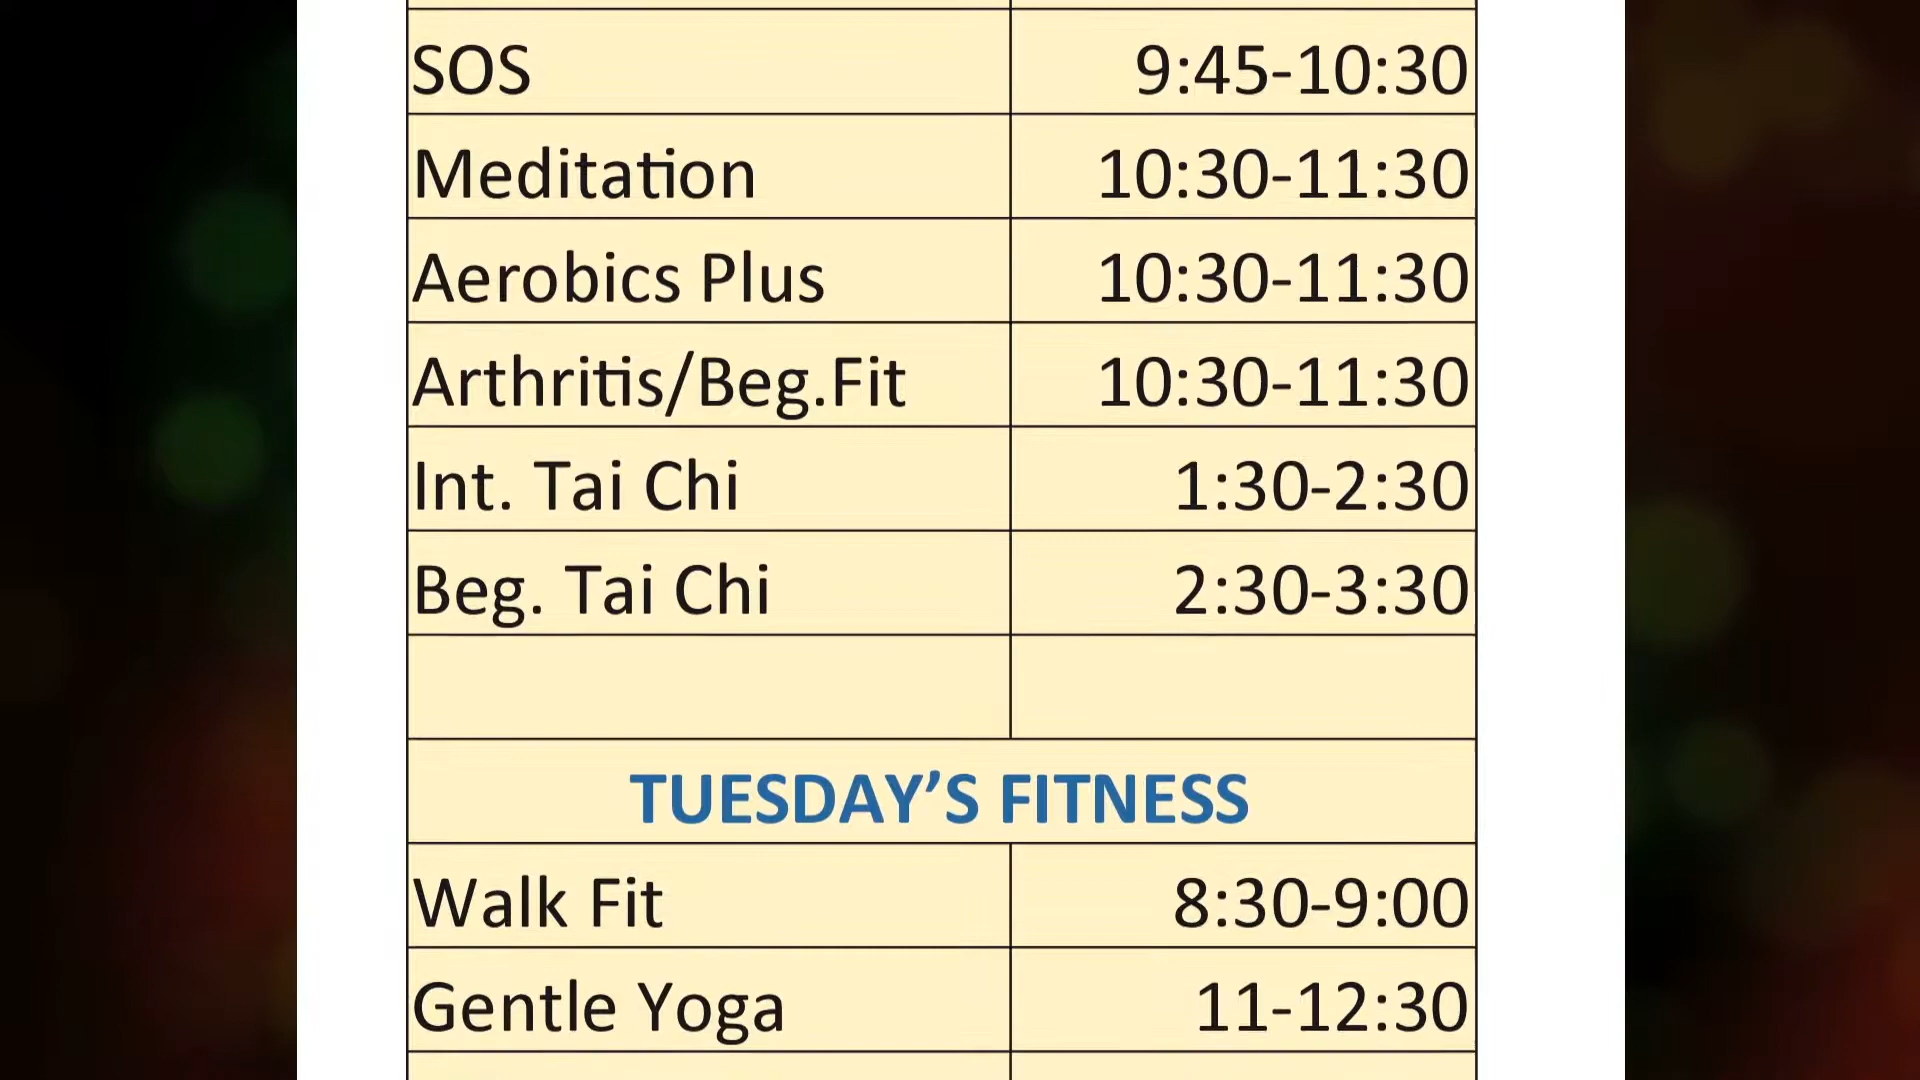 SOS 9:45-10:30
Meditation 10:30-11:30
Aerobics Plus 10:30-11:30
Arthritis/Beg.Fit 10:30-11:30
Int. Tai Chi 1:30-2:30
Beg. Tai Chi 2:30-3:30
TUESDAY’S FITNESS
Walk Fit 8:30-9:00
Gentle Yoga 11-12:30